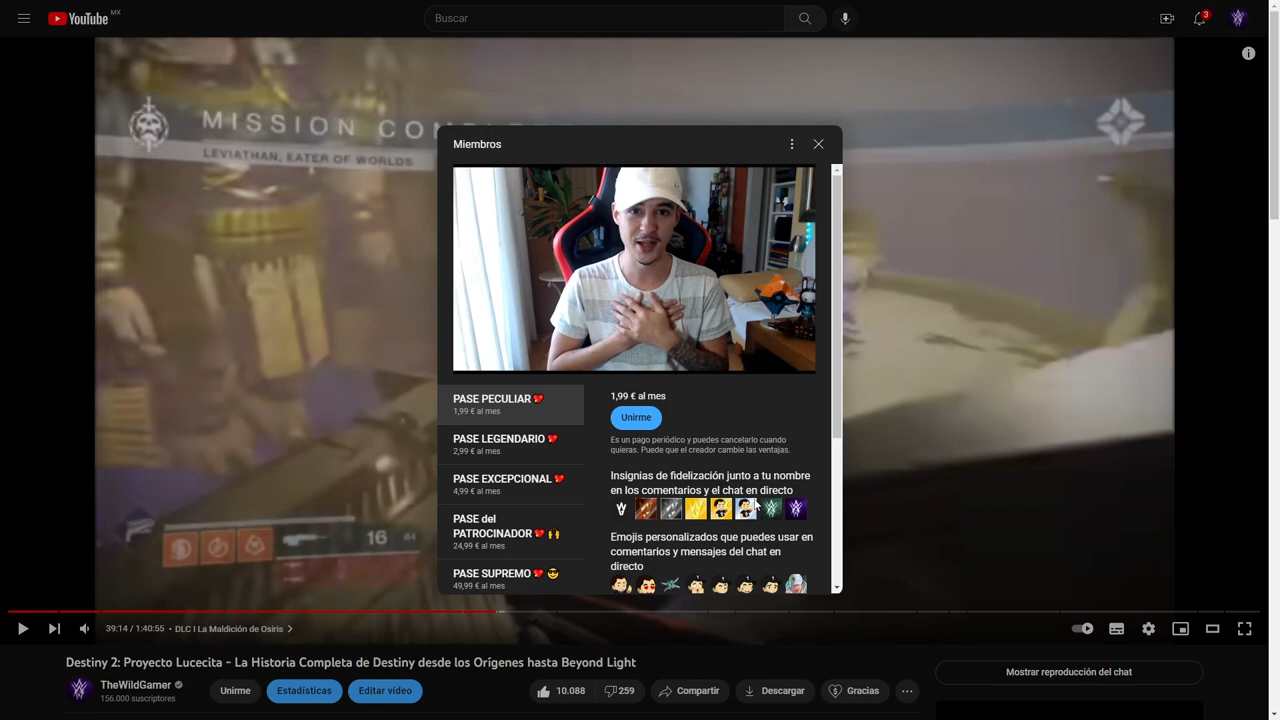 YouTube MX
Buscar
3
MISSION COMP
LEVIATHAN, EATER OF WORLDS
Miembros
PASE PECULIAR
1,99 € al mes
PASE LEGENDARIO
2,99 € al mes
PASE EXCEPCIONAL
4,99 € al mes
PASE del
PATROCINADOR
24,99 € al mes
PASE SUPREMO
49,99 € al mes
1,99 € al mes
Unirme
Es un pago periódico y puedes cancelarlo cuando
quieras. Puede que el creador cambie las ventajas.
Insignias de fidelización junto a tu nombre
en los comentarios y el chat en directo
Emojis personalizados que puedes usar en
comentarios y mensajes del chat en
directo
16
39:14 / 1:40:55 • DLC I La Maldición de Osiris
Destiny 2: Proyecto Lucecita - La Historia Completa de Destiny desde los Orígenes hasta Beyond Light
TheWildGamer
156.000 suscriptores
Unirme
Estadísticas
Editar vídeo
10.088
259
Compartir
Descargar
Gracias
Mostrar reproducción del chat